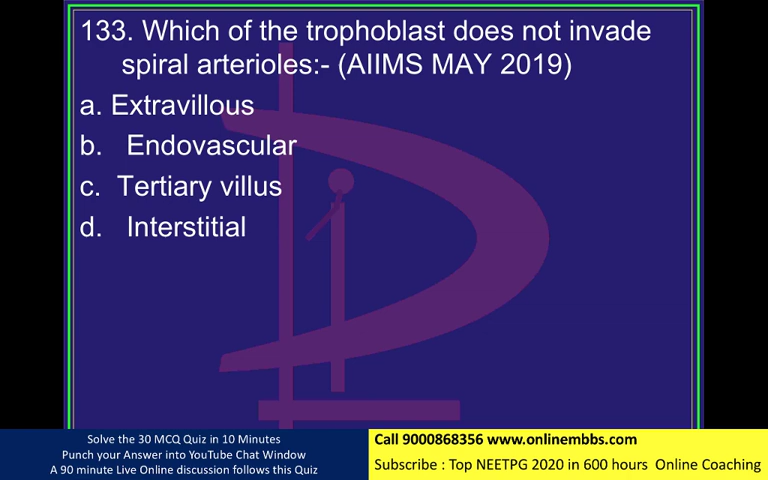 133. Which of the trophoblast does not invade
spiral arterioles:- (AIIMS MAY 2019)
a. Extravillous
b. Endovascular
c. Tertiary villus
d. Interstitial
Solve the 30 MCQ Quiz in 10 Minutes
Punch your Answer into YouTube Chat Window
A 90 minute Live Online discussion follows this Quiz
Call 9000868356 www.onlinembbs.com
Subscribe : Top NEETPG 2020 in 600 hours Online Coaching